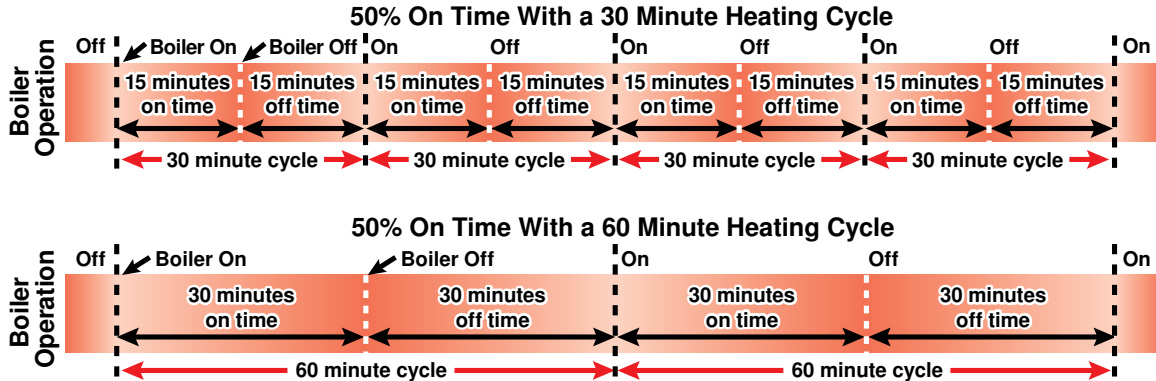 50% On Time With a 30 Minute Heating Cycle
Off Boiler On Boiler Off On Off On Off On Off On
Boiler Operation
15 minutes on time
15 minutes off time
15 minutes on time
15 minutes off time
15 minutes on time
15 minutes off time
15 minutes on time
15 minutes off time
30 minute cycle 30 minute cycle 30 minute cycle 30 minute cycle
50% On Time With a 60 Minute Heating Cycle
Off Boiler On Boiler Off On Off On
Boiler Operation
30 minutes on time
30 minutes off time
30 minutes on time
30 minutes off time
60 minute cycle 60 minute cycle